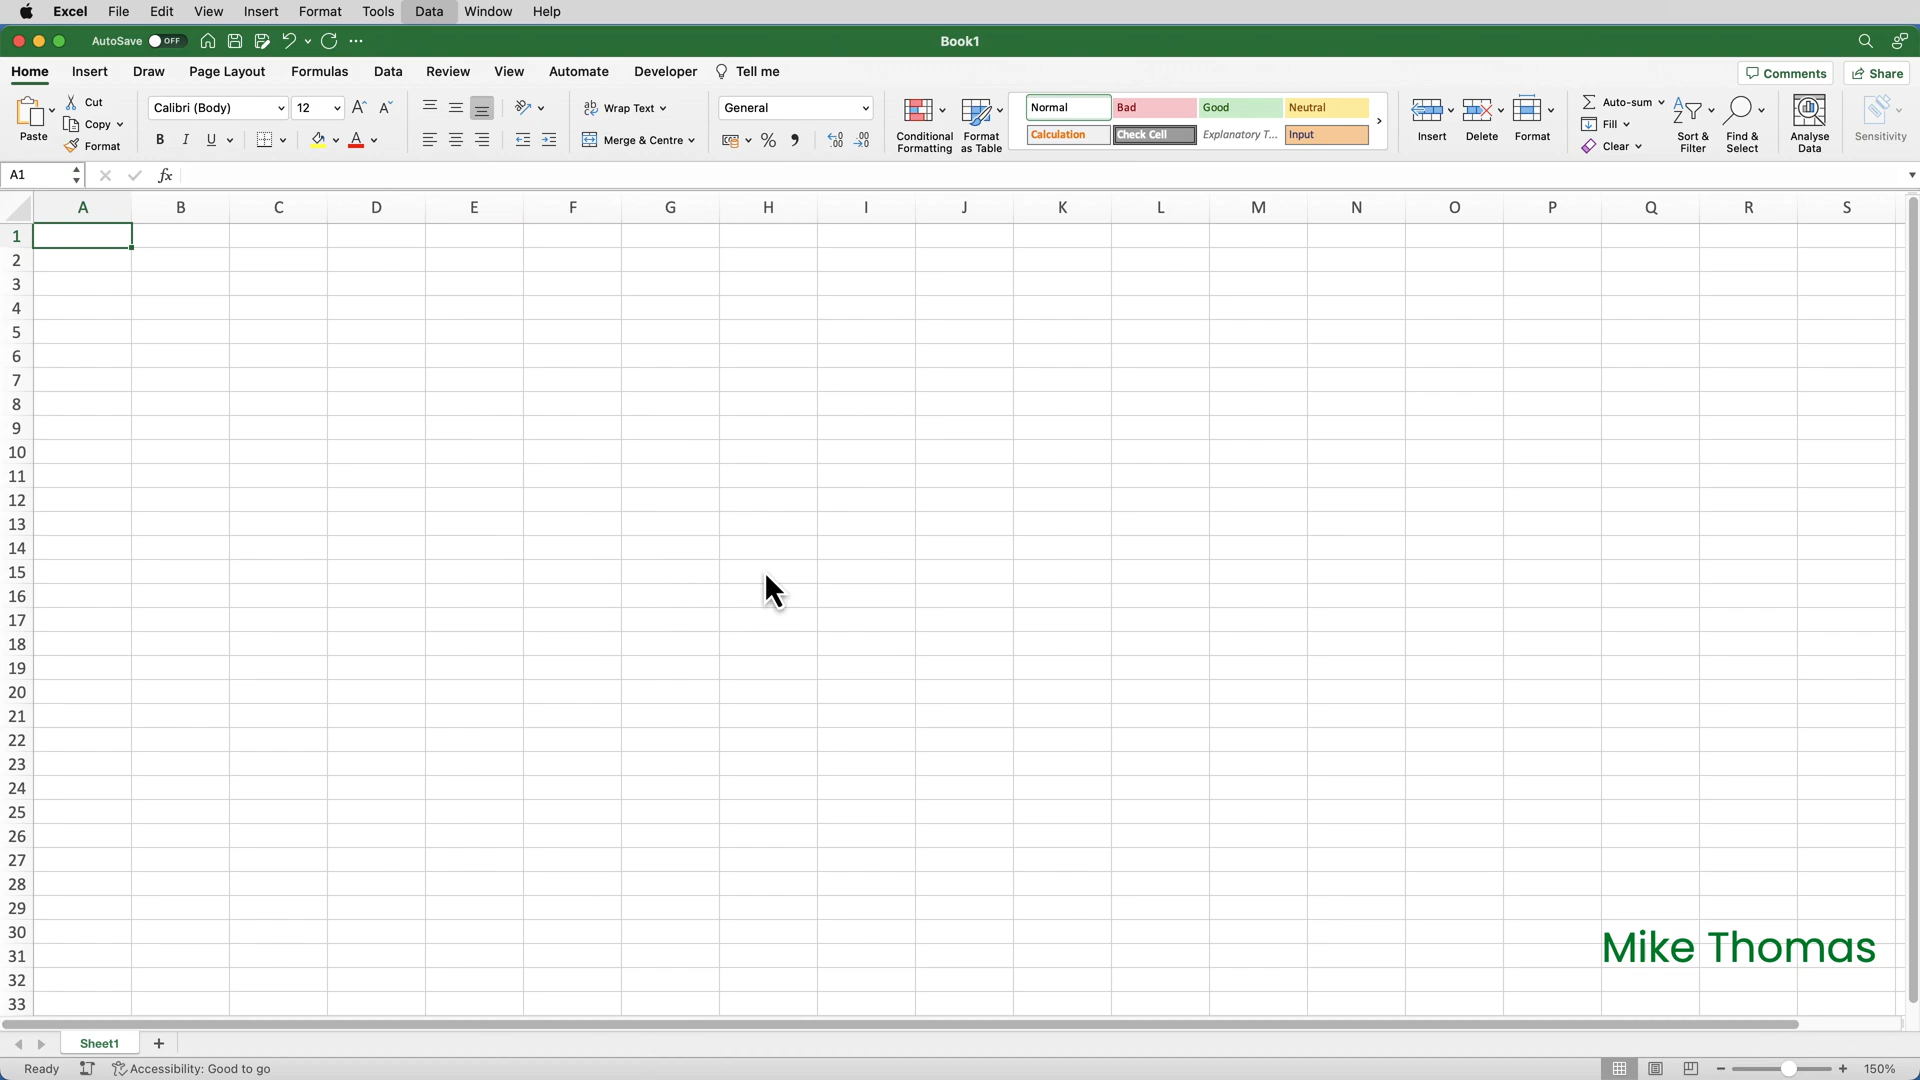 Excel File Edit View Insert Format Tools Data Window Help
AutoSave OFF Book1
Home Insert Draw Page Layout Formulas Data Review View Automate Developer Tell me Comments Share
Paste Cut Copy Format
Calibri (Body) 12
B I U A
Wrap Text
Merge & Centre
General
Conditional Formatting
Format as Table
Normal Bad Good Neutral
Calculation Check Cell Explanatory T... Input
Insert Delete Format
Auto-sum
Fill
Clear
Sort & Filter
Find & Select
Analyse Data
Sensitivity
A1 fx
A B C D E F G H I J K L M N O P Q R S
1
2
3
4
5
6
7
8
9
10
11
12
13
14
15
16
17
18
19
20
21
22
23
24
25
26
27
28
29
30
31
32
33
Mike Thomas
Sheet1 +
Ready Accessibility: Good to go 150%